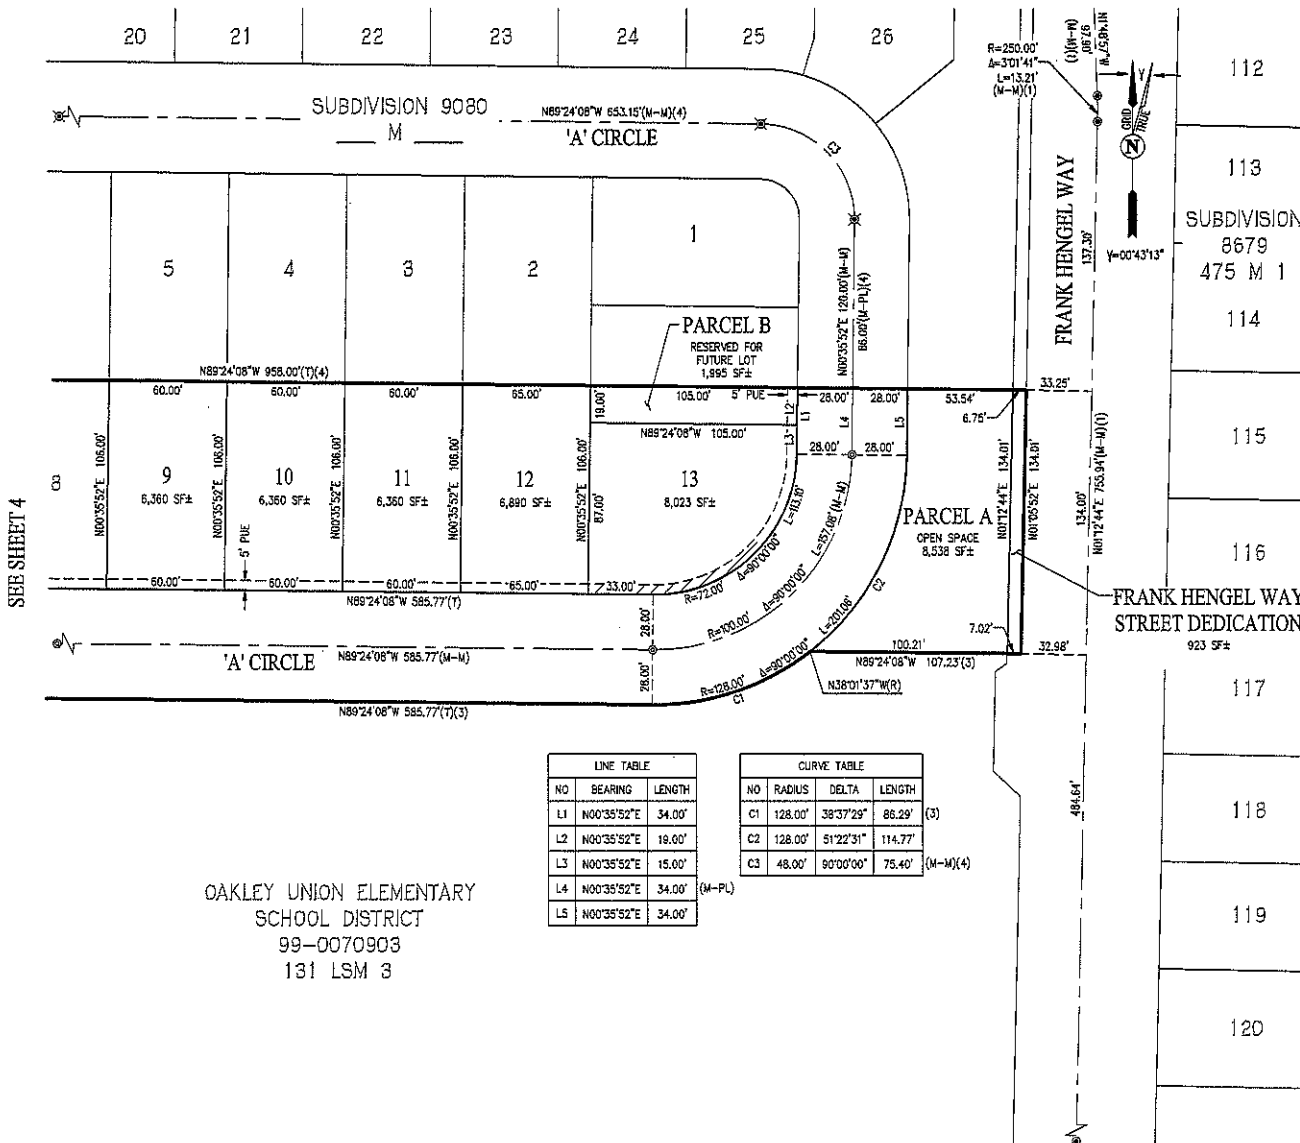 20
21
22
23
24
25
26
112
113
SUBDIVISION
8679
475 M 1
114
115
116
117
118
119
120
R=250.00'
Δ=3°01'41"
L=13.21'
(M-M)(1)
N1°48'57"W
97.80'
(M-M)(1)
Y
GRID
TRUE
N
Y=00°43'13"
SUBDIVISION 9080
M
N89°24'08"W 653.15'(M-M)(4)
'A' CIRCLE
C3
FRANK HENGEL WAY
137.30'
5
4
3
2
1
N00°35'52"E 120.00'(M-M)
86.00'(M-PL)(4)
PARCEL B
RESERVED FOR
FUTURE LOT
1,995 SF±
N89°24'08"W 958.00'(T)(4)
60.00'
60.00'
60.00'
65.00'
105.00'
5' PUE
28.00'
28.00'
53.54'
33.25'
6.75'
19.00'
L2
L1
L4
L5
L3
N89°24'08"W 105.00'
28.00'
28.00'
SEE SHEET 4
N00°35'52"E 106.00'
9
6,360 SF±
N00°35'52"E 106.00'
10
6,360 SF±
N00°35'52"E 106.00'
11
6,360 SF±
N00°35'52"E 106.00'
12
6,890 SF±
N00°35'52"E 106.00'
87.00'
13
8,023 SF±
L=113.10'
Δ=90°00'00"
R=72.00'
L=157.08'(M-M)
Δ=90°00'00"
R=100.00'
PARCEL A
OPEN SPACE
8,538 SF±
C2
L=201.06'
Δ=90°00'00"
R=128.00'
C1
N01°12'44"E 134.01'
N01°05'52"E 134.01'
134.00'
N01°12'44"E 755.94'(M-M)(1)
5' PUE
60.00'
60.00'
60.00'
65.00'
33.00'
N89°24'08"W 585.77'(T)
28.00'
28.00'
'A' CIRCLE
N89°24'08"W 585.77'(M-M)
N89°24'08"W 585.77'(T)(3)
7.02'
100.21'
32.98'
N89°24'08"W 107.23'(3)
N38°01'37"W(R)
FRANK HENGEL WAY
STREET DEDICATION
923 SF±
484.64'
LINE TABLE
NO BEARING LENGTH
L1 N00°35'52"E 34.00'
L2 N00°35'52"E 19.00'
L3 N00°35'52"E 15.00'
L4 N00°35'52"E 34.00' (M-PL)
L5 N00°35'52"E 34.00'
CURVE TABLE
NO RADIUS DELTA LENGTH
C1 128.00' 38°37'29" 86.29' (3)
C2 128.00' 51°22'31" 114.77'
C3 48.00' 90°00'00" 75.40' (M-M)(4)
OAKLEY UNION ELEMENTARY
SCHOOL DISTRICT
99-0070903
131 LSM 3